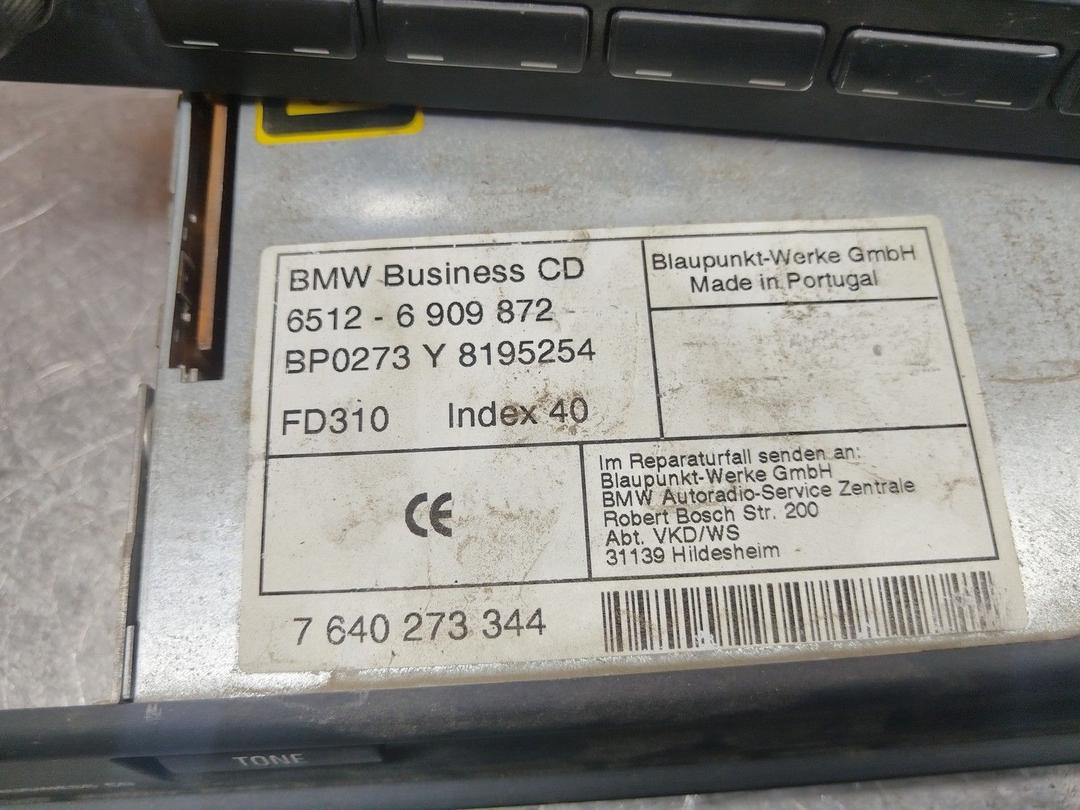 BMW Business CD
6512 - 6 909 872
BP0273 Y 8195254
FD310 Index 40
Blaupunkt-Werke GmbH
Made in Portugal
CE
Im Reparaturfall senden an:
Blaupunkt-Werke GmbH
BMW Autoradio-Service Zentrale
Robert Bosch Str. 200
Abt. VKD/WS
31139 Hildesheim
7 640 273 344
TONE